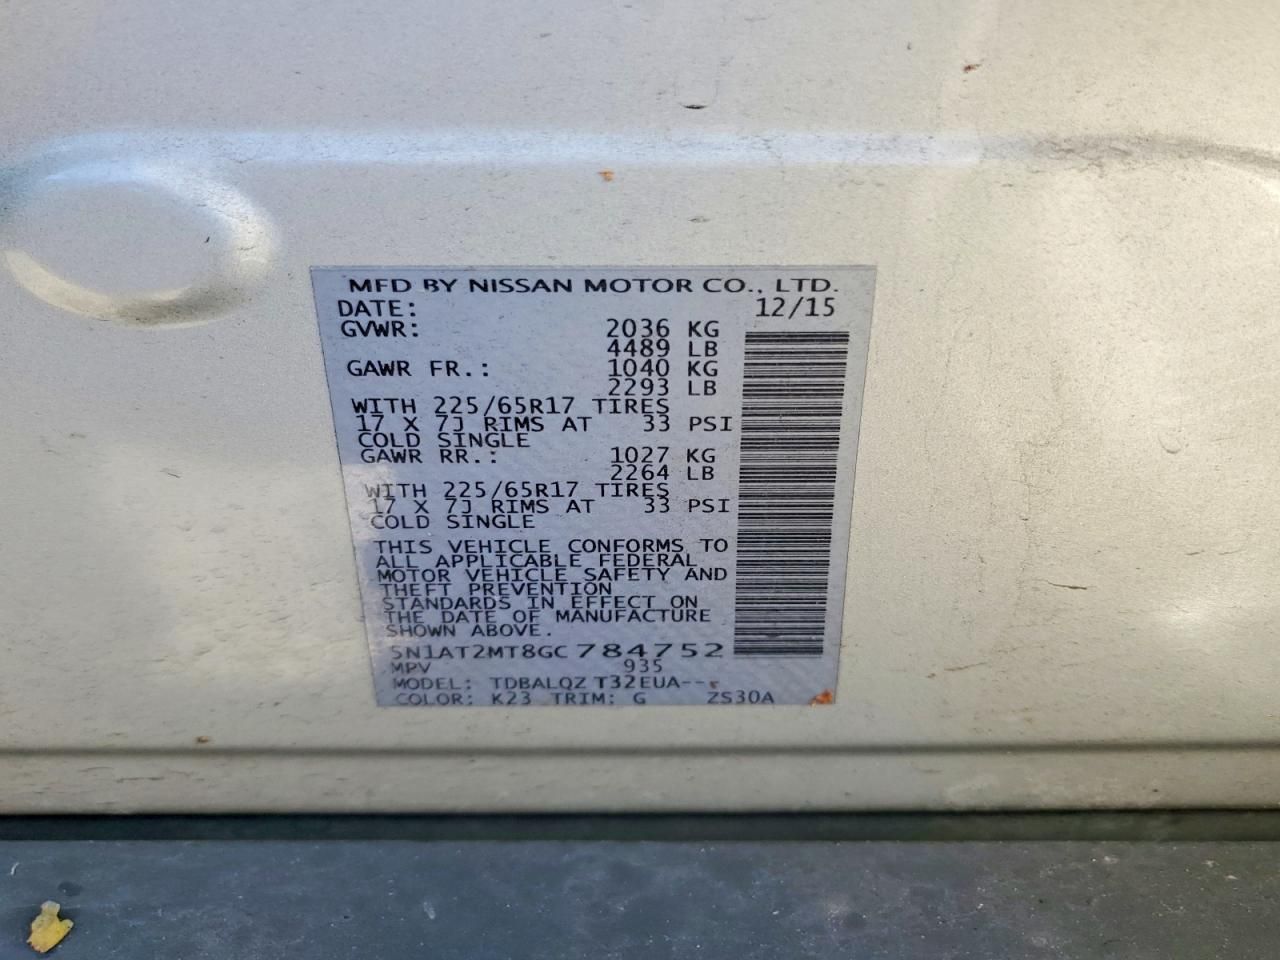 MFD BY NISSAN MOTOR CO., LTD.
DATE: 12/15
GVWR: 2036 KG
4489 LB
GAWR FR.: 1040 KG
2293 LB
WITH 225/65R17 TIRES
17 X 7J RIMS AT 33 PSI
COLD SINGLE
GAWR RR.: 1027 KG
2264 LB
WITH 225/65R17 TIRES
17 X 7J RIMS AT 33 PSI
COLD SINGLE
THIS VEHICLE CONFORMS TO
ALL APPLICABLE FEDERAL
MOTOR VEHICLE SAFETY AND
THEFT PREVENTION
STANDARDS IN EFFECT ON
THE DATE OF MANUFACTURE
SHOWN ABOVE.
5N1AT2MT8GC784752
MPV 935
MODEL: TDBALQZ T32EUA---
COLOR: K23 TRIM: G ZS30A